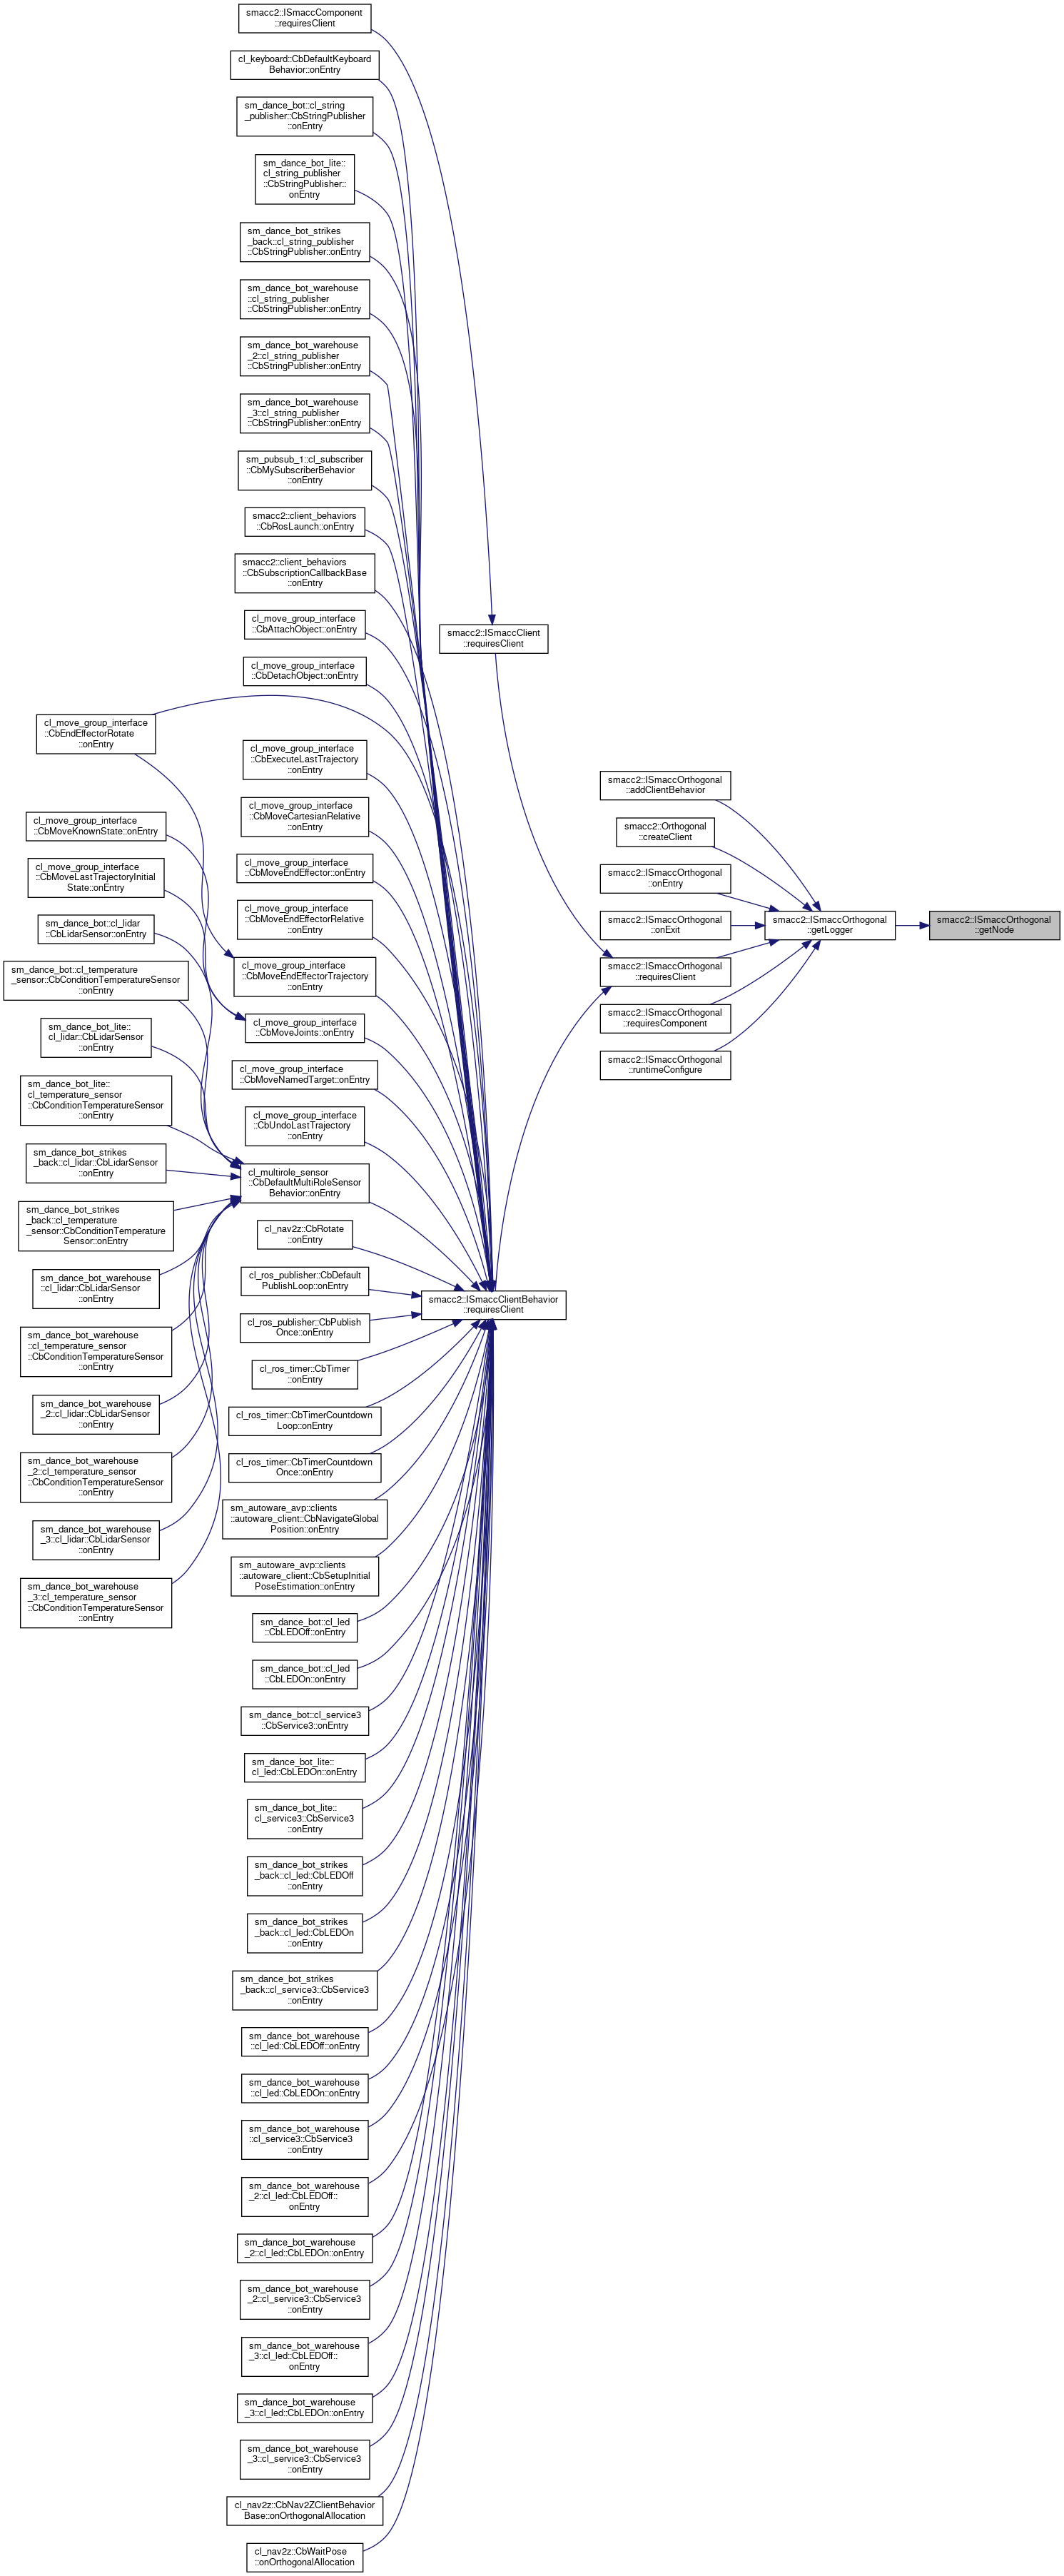 smacc2::ISmaccComponent
::requiresClient
cl_keyboard::CbDefaultKeyboard
Behavior::onEntry
sm_dance_bot::cl_string
_publisher::CbStringPublisher
::onEntry
sm_dance_bot_lite::
cl_string_publisher
::CbStringPublisher::
onEntry
sm_dance_bot_strikes
_back::cl_string_publisher
::CbStringPublisher::onEntry
sm_dance_bot_warehouse
::cl_string_publisher
::CbStringPublisher::onEntry
sm_dance_bot_warehouse
_2::cl_string_publisher
::CbStringPublisher::onEntry
sm_dance_bot_warehouse
_3::cl_string_publisher
::CbStringPublisher::onEntry
sm_pubsub_1::cl_subscriber
::CbMySubscriberBehavior
::onEntry
smacc2::client_behaviors
::CbRosLaunch::onEntry
smacc2::client_behaviors
::CbSubscriptionCallbackBase
::onEntry
cl_move_group_interface
::CbAttachObject::onEntry
cl_move_group_interface
::CbDetachObject::onEntry
cl_move_group_interface
::CbExecuteLastTrajectory
::onEntry
cl_move_group_interface
::CbMoveCartesianRelative
::onEntry
cl_move_group_interface
::CbMoveEndEffector::onEntry
cl_move_group_interface
::CbMoveEndEffectorRelative
::onEntry
cl_move_group_interface
::CbMoveEndEffectorTrajectory
::onEntry
cl_move_group_interface
::CbMoveJoints::onEntry
cl_move_group_interface
::CbMoveNamedTarget::onEntry
cl_move_group_interface
::CbUndoLastTrajectory
::onEntry
cl_multirole_sensor
::CbDefaultMultiRoleSensor
Behavior::onEntry
cl_nav2z::CbRotate
::onEntry
cl_ros_publisher::CbDefault
PublishLoop::onEntry
cl_ros_publisher::CbPublish
Once::onEntry
cl_ros_timer::CbTimer
::onEntry
cl_ros_timer::CbTimerCountdown
Loop::onEntry
cl_ros_timer::CbTimerCountdown
Once::onEntry
sm_autoware_avp::clients
::autoware_client::CbNavigateGlobal
Position::onEntry
sm_autoware_avp::clients
::autoware_client::CbSetupInitial
PoseEstimation::onEntry
sm_dance_bot::cl_led
::CbLEDOff::onEntry
sm_dance_bot::cl_led
::CbLEDOn::onEntry
sm_dance_bot::cl_service3
::CbService3::onEntry
sm_dance_bot_lite::
cl_led::CbLEDOn::onEntry
sm_dance_bot_lite::
cl_service3::CbService3
::onEntry
sm_dance_bot_strikes
_back::cl_led::CbLEDOff
::onEntry
sm_dance_bot_strikes
_back::cl_led::CbLEDOn
::onEntry
sm_dance_bot_strikes
_back::cl_service3::CbService3
::onEntry
sm_dance_bot_warehouse
::cl_led::CbLEDOff::onEntry
sm_dance_bot_warehouse
::cl_led::CbLEDOn::onEntry
sm_dance_bot_warehouse
::cl_service3::CbService3
::onEntry
sm_dance_bot_warehouse
_2::cl_led::CbLEDOff::
onEntry
sm_dance_bot_warehouse
_2::cl_led::CbLEDOn::onEntry
sm_dance_bot_warehouse
_2::cl_service3::CbService3
::onEntry
sm_dance_bot_warehouse
_3::cl_led::CbLEDOff::
onEntry
sm_dance_bot_warehouse
_3::cl_led::CbLEDOn::onEntry
sm_dance_bot_warehouse
_3::cl_service3::CbService3
::onEntry
cl_nav2z::CbNav2ZClientBehavior
Base::onOrthogonalAllocation
cl_nav2z::CbWaitPose
::onOrthogonalAllocation
cl_move_group_interface
::CbEndEffectorRotate
::onEntry
cl_move_group_interface
::CbMoveKnownState::onEntry
cl_move_group_interface
::CbMoveLastTrajectoryInitial
State::onEntry
sm_dance_bot::cl_lidar
::CbLidarSensor::onEntry
sm_dance_bot::cl_temperature
_sensor::CbConditionTemperatureSensor
::onEntry
sm_dance_bot_lite::
cl_lidar::CbLidarSensor
::onEntry
sm_dance_bot_lite::
cl_temperature_sensor
::CbConditionTemperatureSensor
::onEntry
sm_dance_bot_strikes
_back::cl_lidar::CbLidarSensor
::onEntry
sm_dance_bot_strikes
_back::cl_temperature
_sensor::CbConditionTemperature
Sensor::onEntry
sm_dance_bot_warehouse
::cl_lidar::CbLidarSensor
::onEntry
sm_dance_bot_warehouse
::cl_temperature_sensor
::CbConditionTemperatureSensor
::onEntry
sm_dance_bot_warehouse
_2::cl_lidar::CbLidarSensor
::onEntry
sm_dance_bot_warehouse
_2::cl_temperature_sensor
::CbConditionTemperatureSensor
::onEntry
sm_dance_bot_warehouse
_3::cl_lidar::CbLidarSensor
::onEntry
sm_dance_bot_warehouse
_3::cl_temperature_sensor
::CbConditionTemperatureSensor
::onEntry
smacc2::ISmaccClient
::requiresClient
smacc2::ISmaccClientBehavior
::requiresClient
smacc2::ISmaccOrthogonal
::addClientBehavior
smacc2::Orthogonal
::createClient
smacc2::ISmaccOrthogonal
::onEntry
smacc2::ISmaccOrthogonal
::onExit
smacc2::ISmaccOrthogonal
::requiresClient
smacc2::ISmaccOrthogonal
::requiresComponent
smacc2::ISmaccOrthogonal
::runtimeConfigure
smacc2::ISmaccOrthogonal
::getLogger
smacc2::ISmaccOrthogonal
::getNode